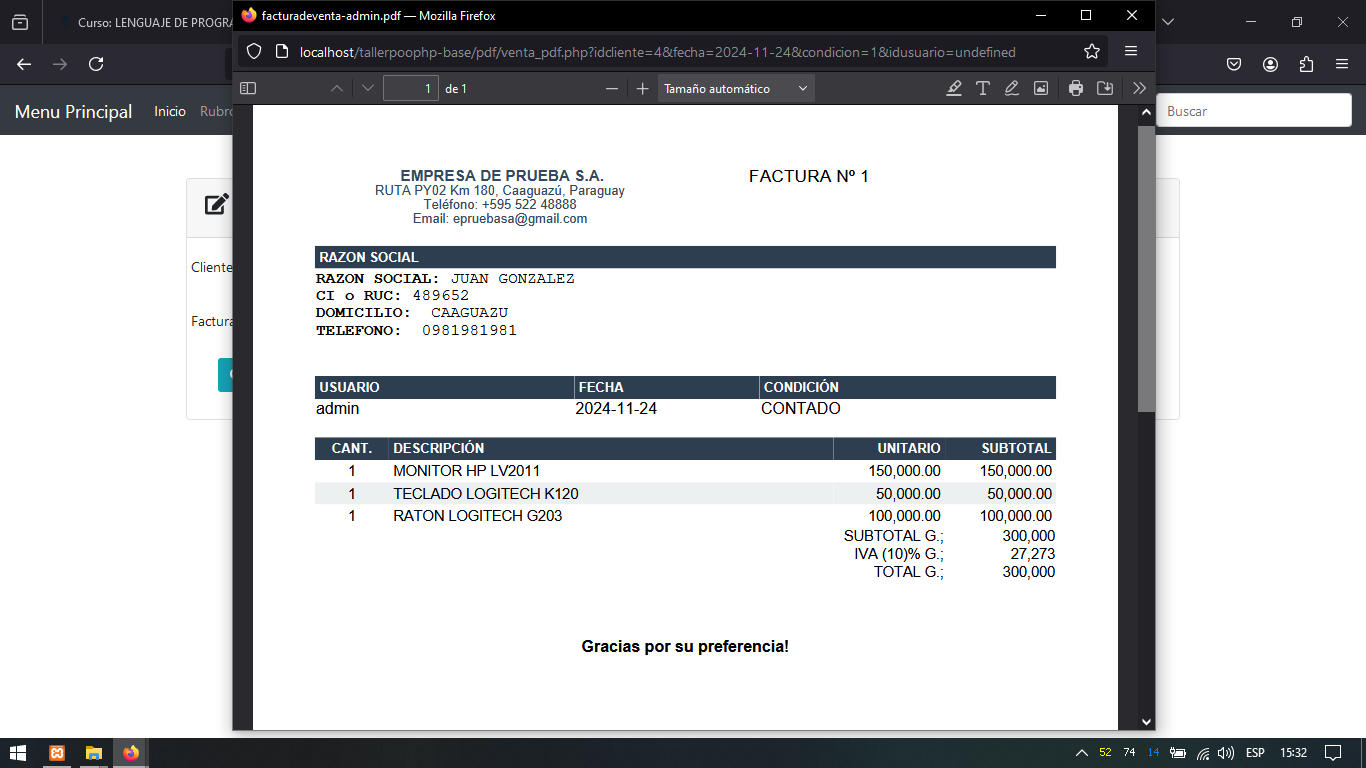 Curso: LENGUAJE DE PROGRA
facturadeventa-admin.pdf — Mozilla Firefox
localhost/tallerpoophp-base/pdf/venta_pdf.php?idcliente=4&fecha=2024-11-24&condicion=1&idusuario=undefined
1 de 1
Tamaño automático
Menu Principal
Inicio
Rubro
Buscar
Cliente
Factura
EMPRESA DE PRUEBA S.A.
RUTA PY02 Km 180, Caaguazú, Paraguay
Teléfono: +595 522 48888
Email: epruebasa@gmail.com
FACTURA Nº 1
RAZON SOCIAL
RAZON SOCIAL: JUAN GONZALEZ
CI o RUC: 489652
DOMICILIO: CAAGUAZU
TELEFONO: 0981981981
USUARIO FECHA CONDICIÓN
admin 2024-11-24 CONTADO
CANT. DESCRIPCIÓN UNITARIO SUBTOTAL
1 MONITOR HP LV2011 150,000.00 150,000.00
1 TECLADO LOGITECH K120 50,000.00 50,000.00
1 RATON LOGITECH G203 100,000.00 100,000.00
SUBTOTAL G.; 300,000
IVA (10)% G.; 27,273
TOTAL G.; 300,000
Gracias por su preferencia!
52 74 14 ESP 15:32